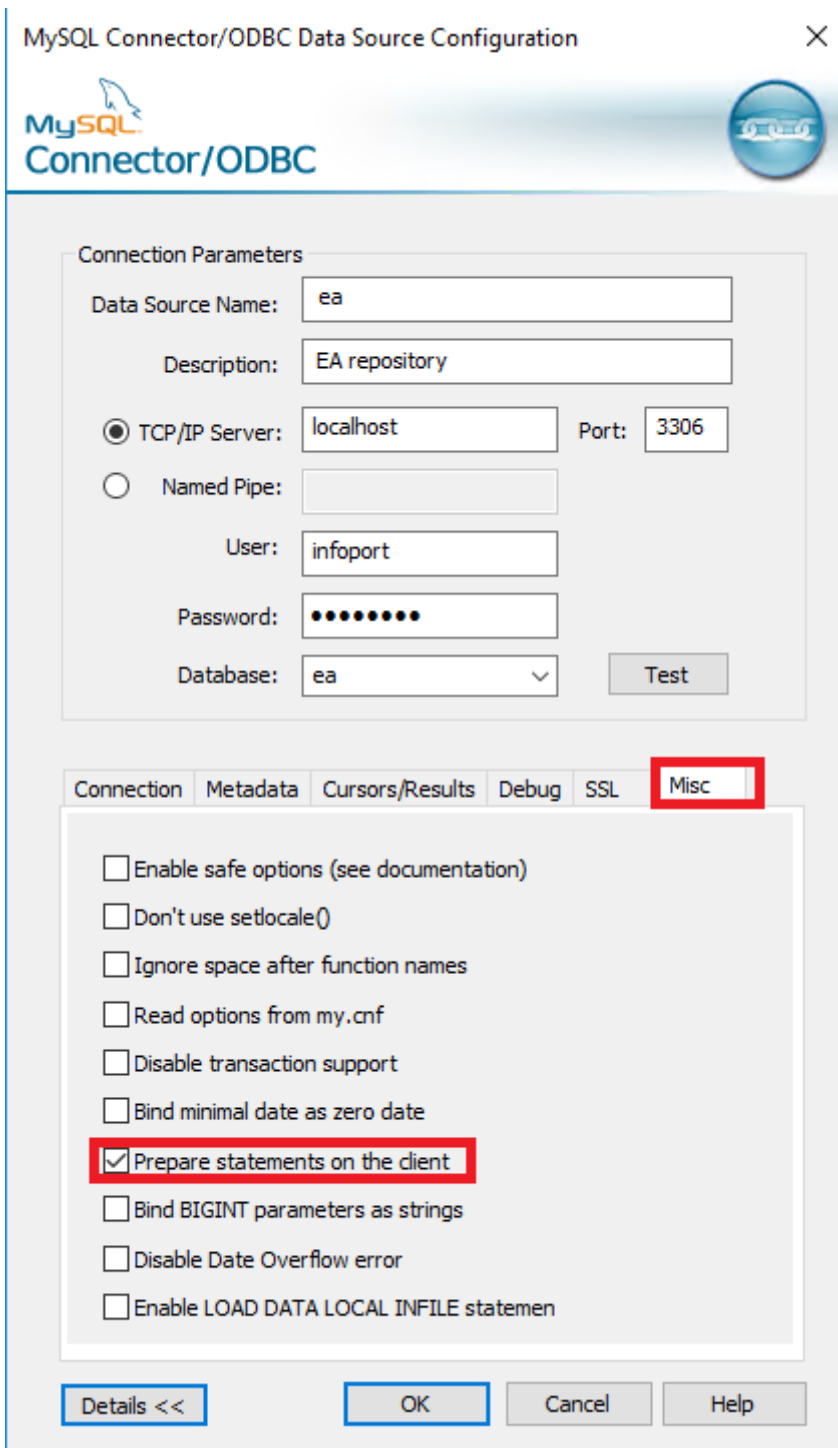 MySQL Connector/ODBC Data Source Configuration
MySQL
Connector/ODBC
Connection Parameters
Data Source Name: ea
Description: EA repository
TCP/IP Server: localhost Port: 3306
Named Pipe:
User: infoport
Password: ••••••••
Database: ea Test
Connection Metadata Cursors/Results Debug SSL Misc
Enable safe options (see documentation)
Don't use setlocale()
Ignore space after function names
Read options from my.cnf
Disable transaction support
Bind minimal date as zero date
Prepare statements on the client
Bind BIGINT parameters as strings
Disable Date Overflow error
Enable LOAD DATA LOCAL INFILE statemen
Details << OK Cancel Help